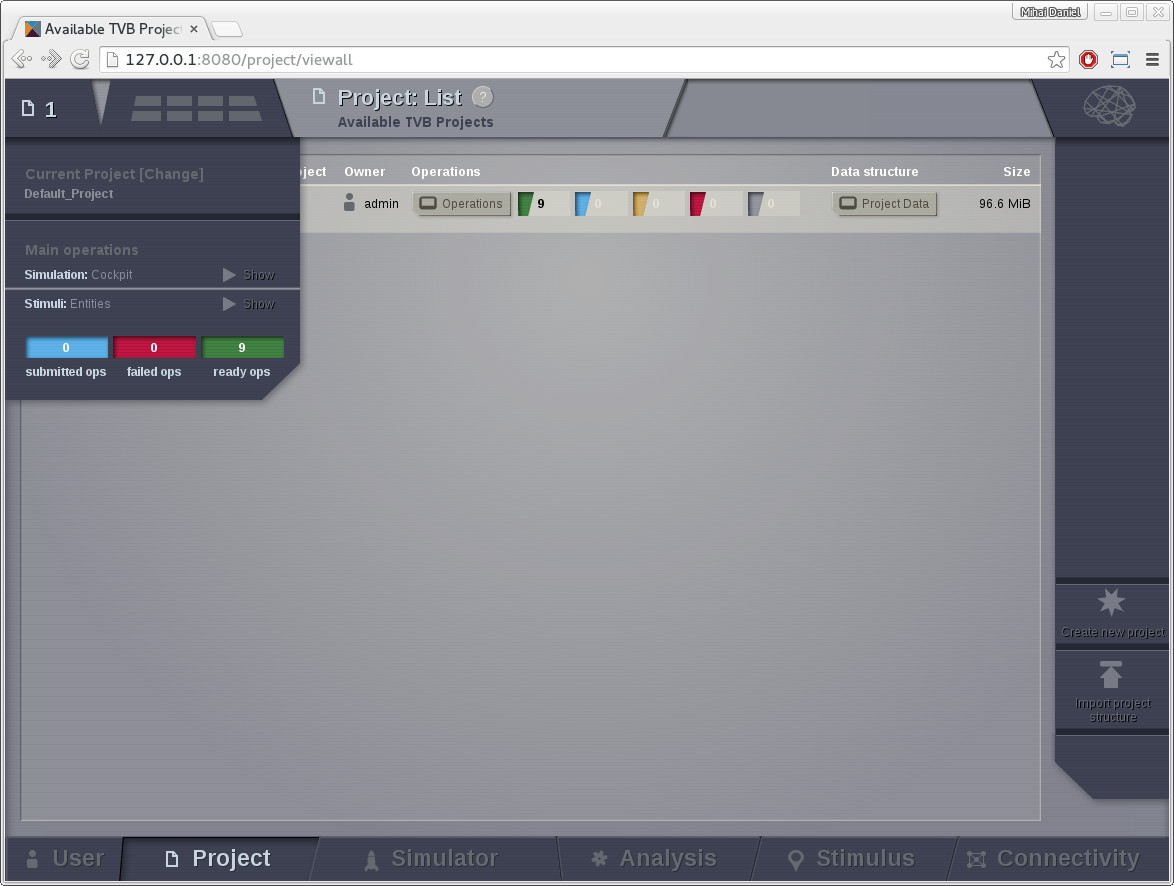 Mihai Daniel
Available TVB Projec
127.0.0.1:8080/project/viewall
1
Project: List ?
Available TVB Projects
Current Project [Change]
Default_Project
Main operations
Simulation: Cockpit Show
Stimuli: Entities Show
0 0 9
submitted ops failed ops ready ops
ject Owner Operations Data structure Size
admin Operations 9 0 0 0 0 Project Data 96.6 MiB
Create new project
Import project
structure
User Project Simulator Analysis Stimulus Connectivity